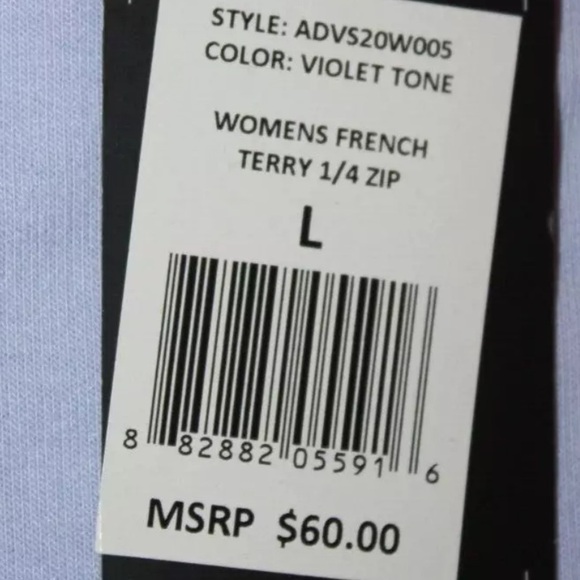 STYLE: ADVS20W005
COLOR: VIOLET TONE
WOMENS FRENCH
TERRY 1/4 ZIP
L
8 82882 05591 6
MSRP $60.00